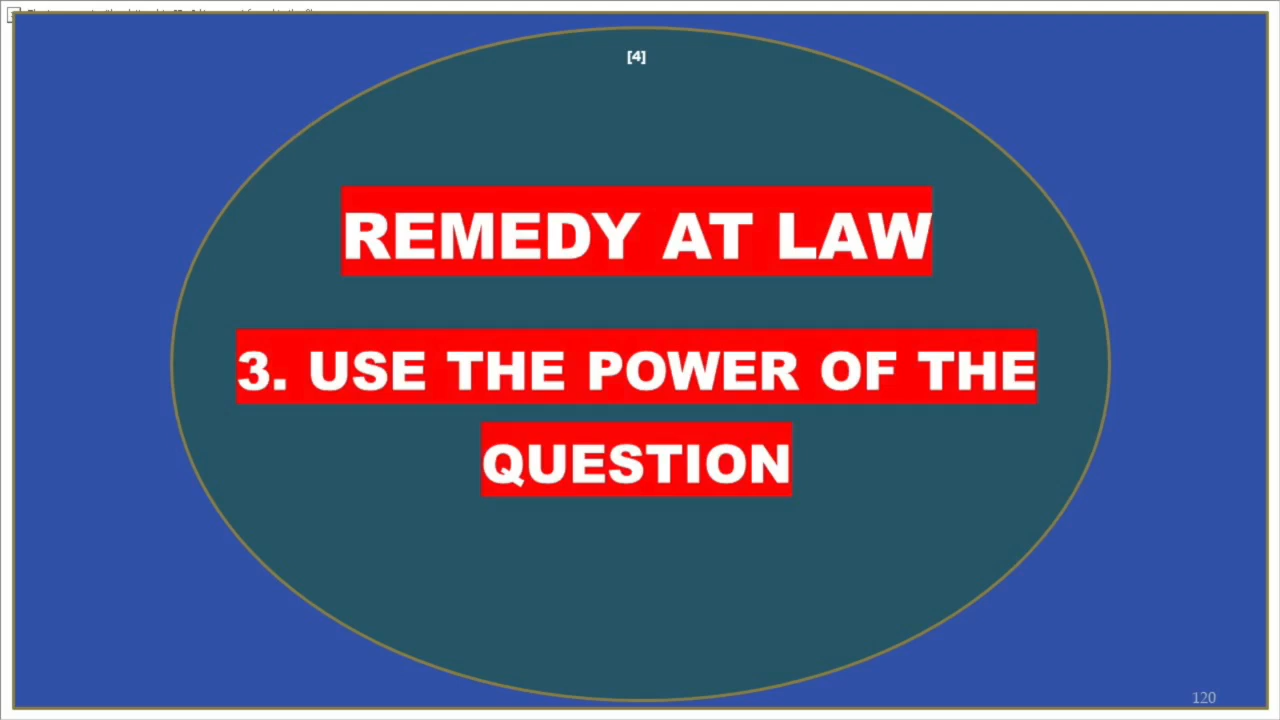 [4]
REMEDY AT LAW
3. USE THE POWER OF THE
QUESTION
120